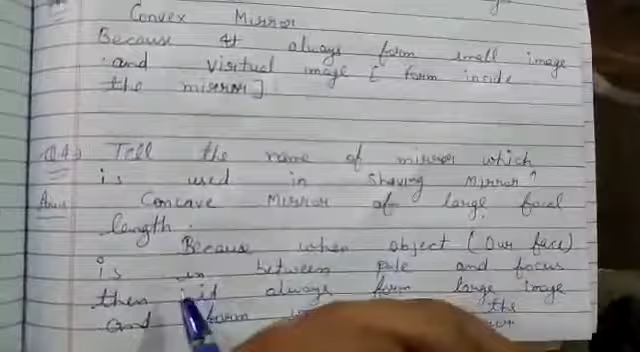 Convex Mirror
Because It always form small image
and virtual image [ form inside
the mirror]
Q4. Tell the name of mirror which
is used in shaving Mirror?
Ans Concave Mirror of large focal
length.
Because when object (Our face)
is in between pole and focus
then it always form large image
and form the